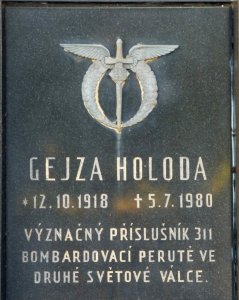 GEJZA HOLODA
*12.10.1918 †5.7.1980
VÝZNAČNÝ PŘÍSLUŠNÍK 311
BOMBARDOVACÍ PERUTĚ VE
DRUHÉ SVĚTOVÉ VÁLCE.